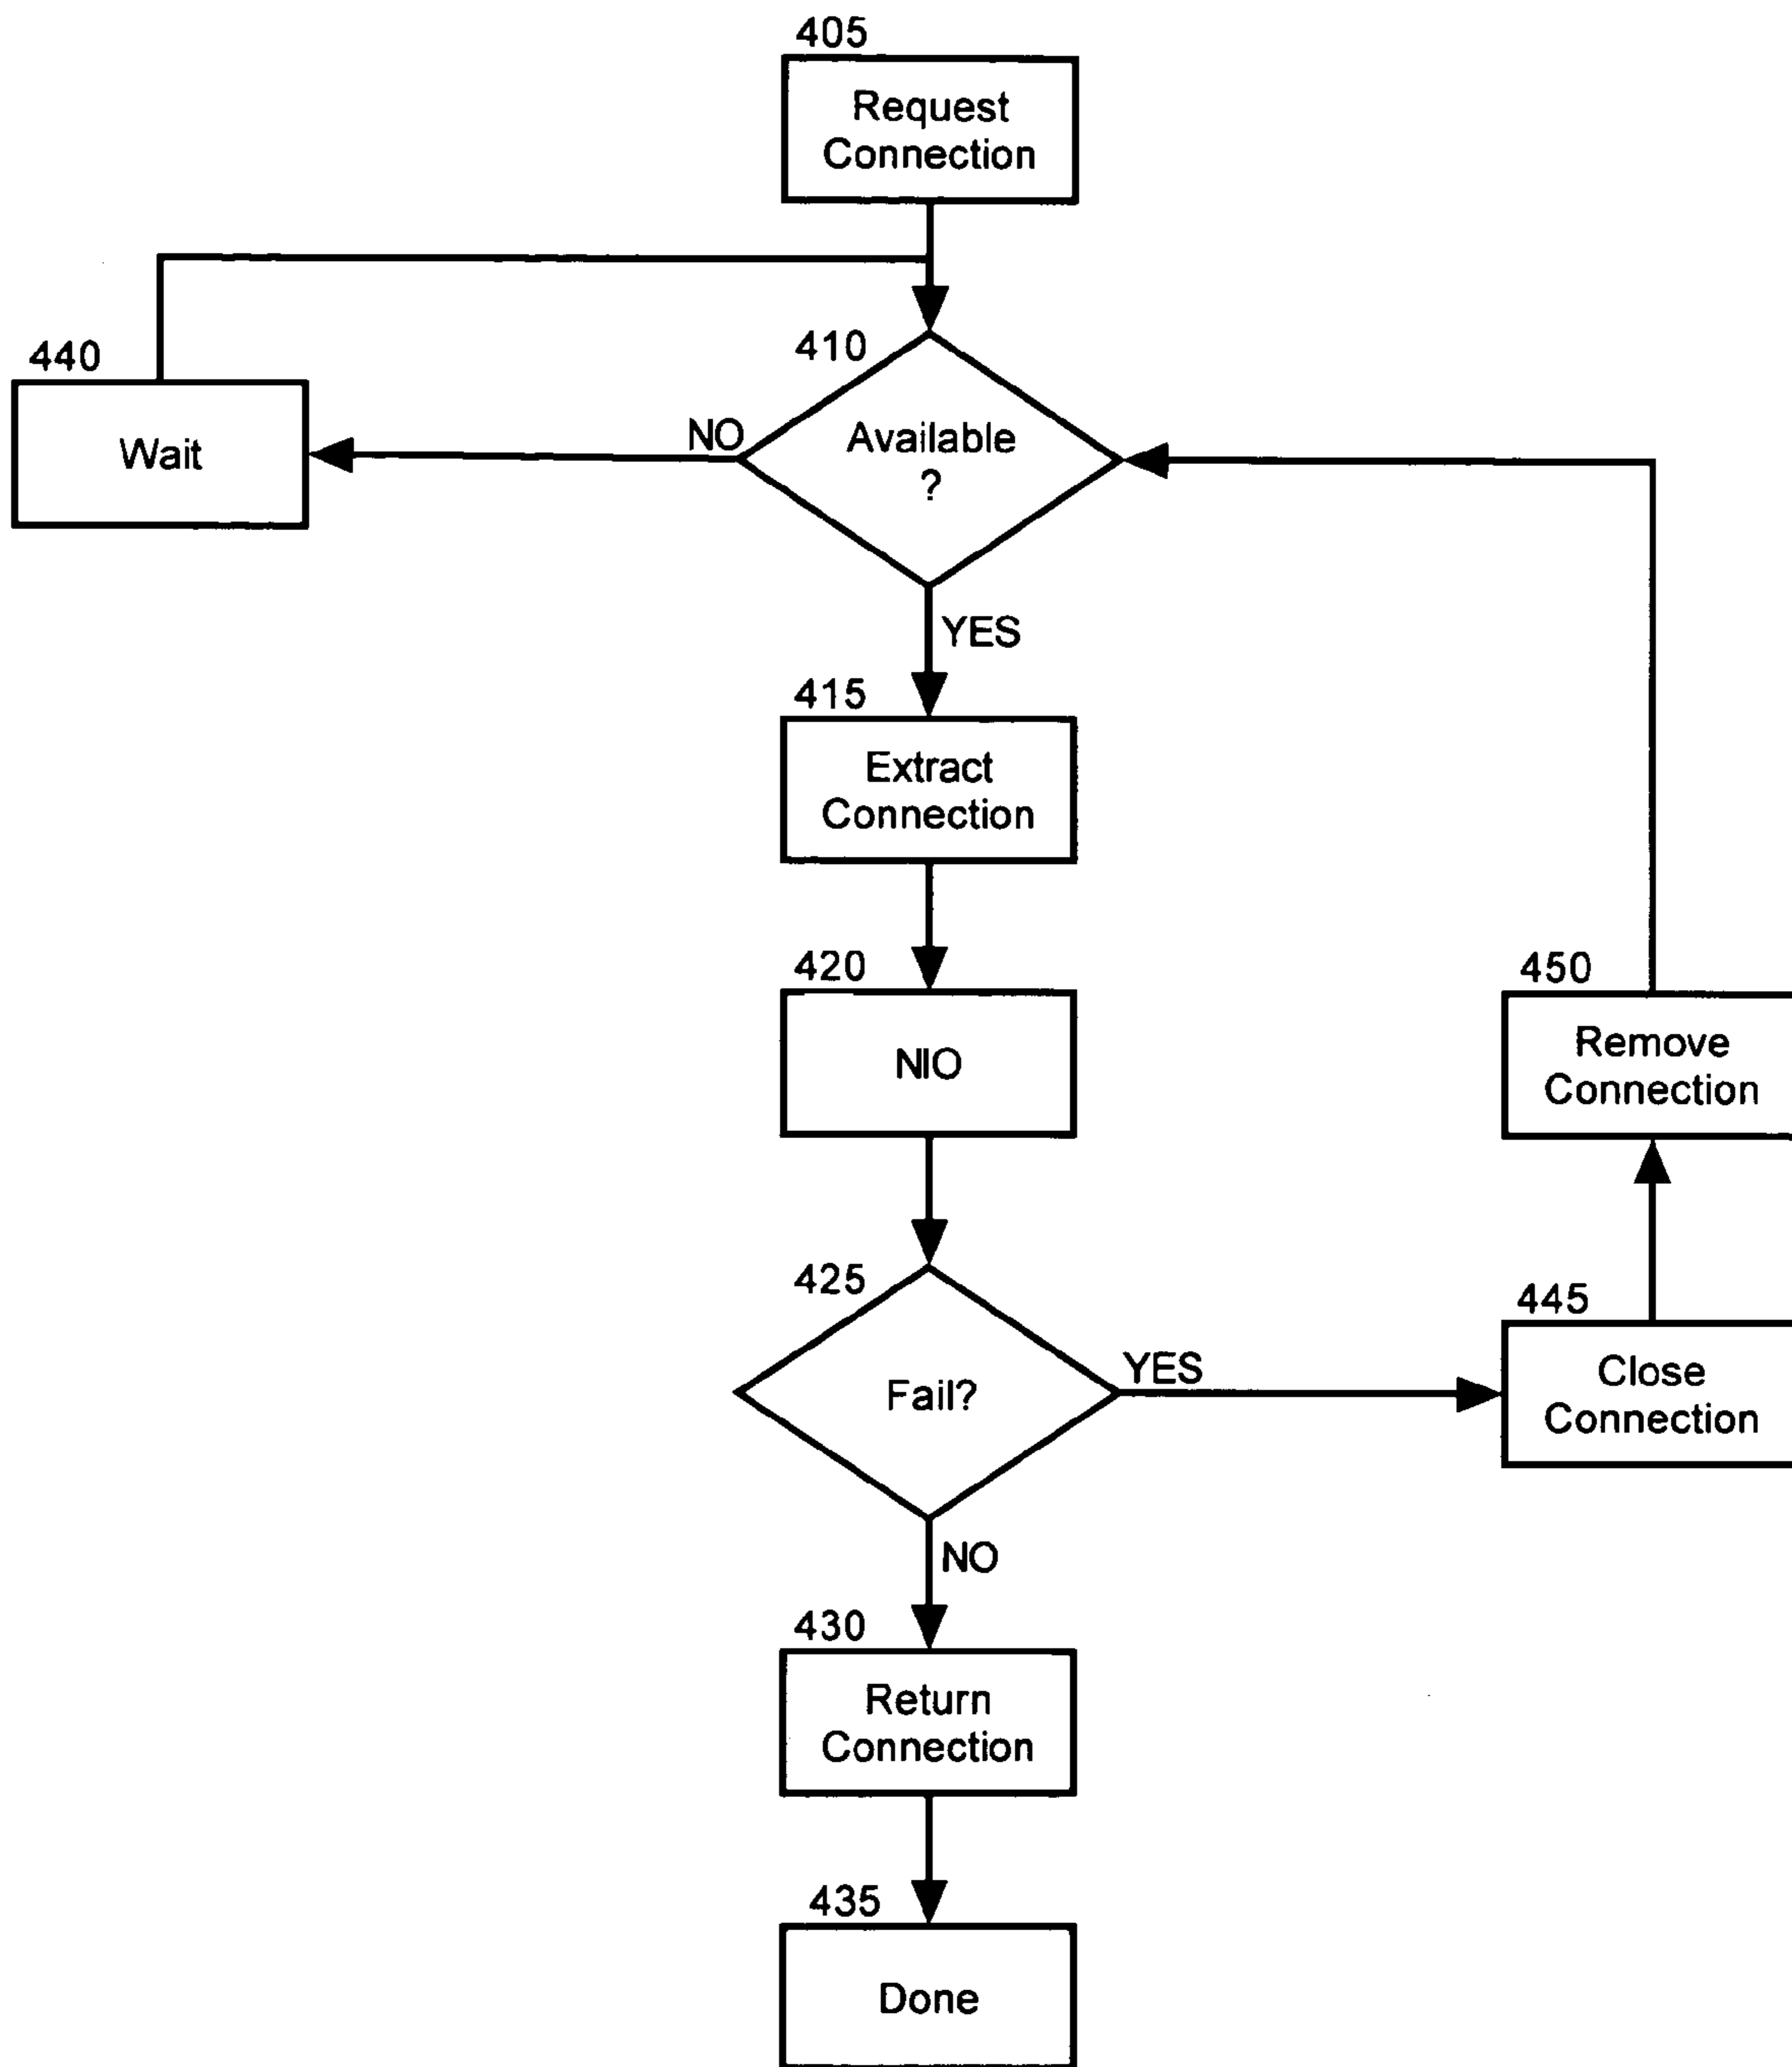 405
Request
Connection
440
Wait
410
NO
Available
?
YES
415
Extract
Connection
420
NIO
450
Remove
Connection
425
Fail?
YES
445
Close
Connection
NO
430
Return
Connection
435
Done